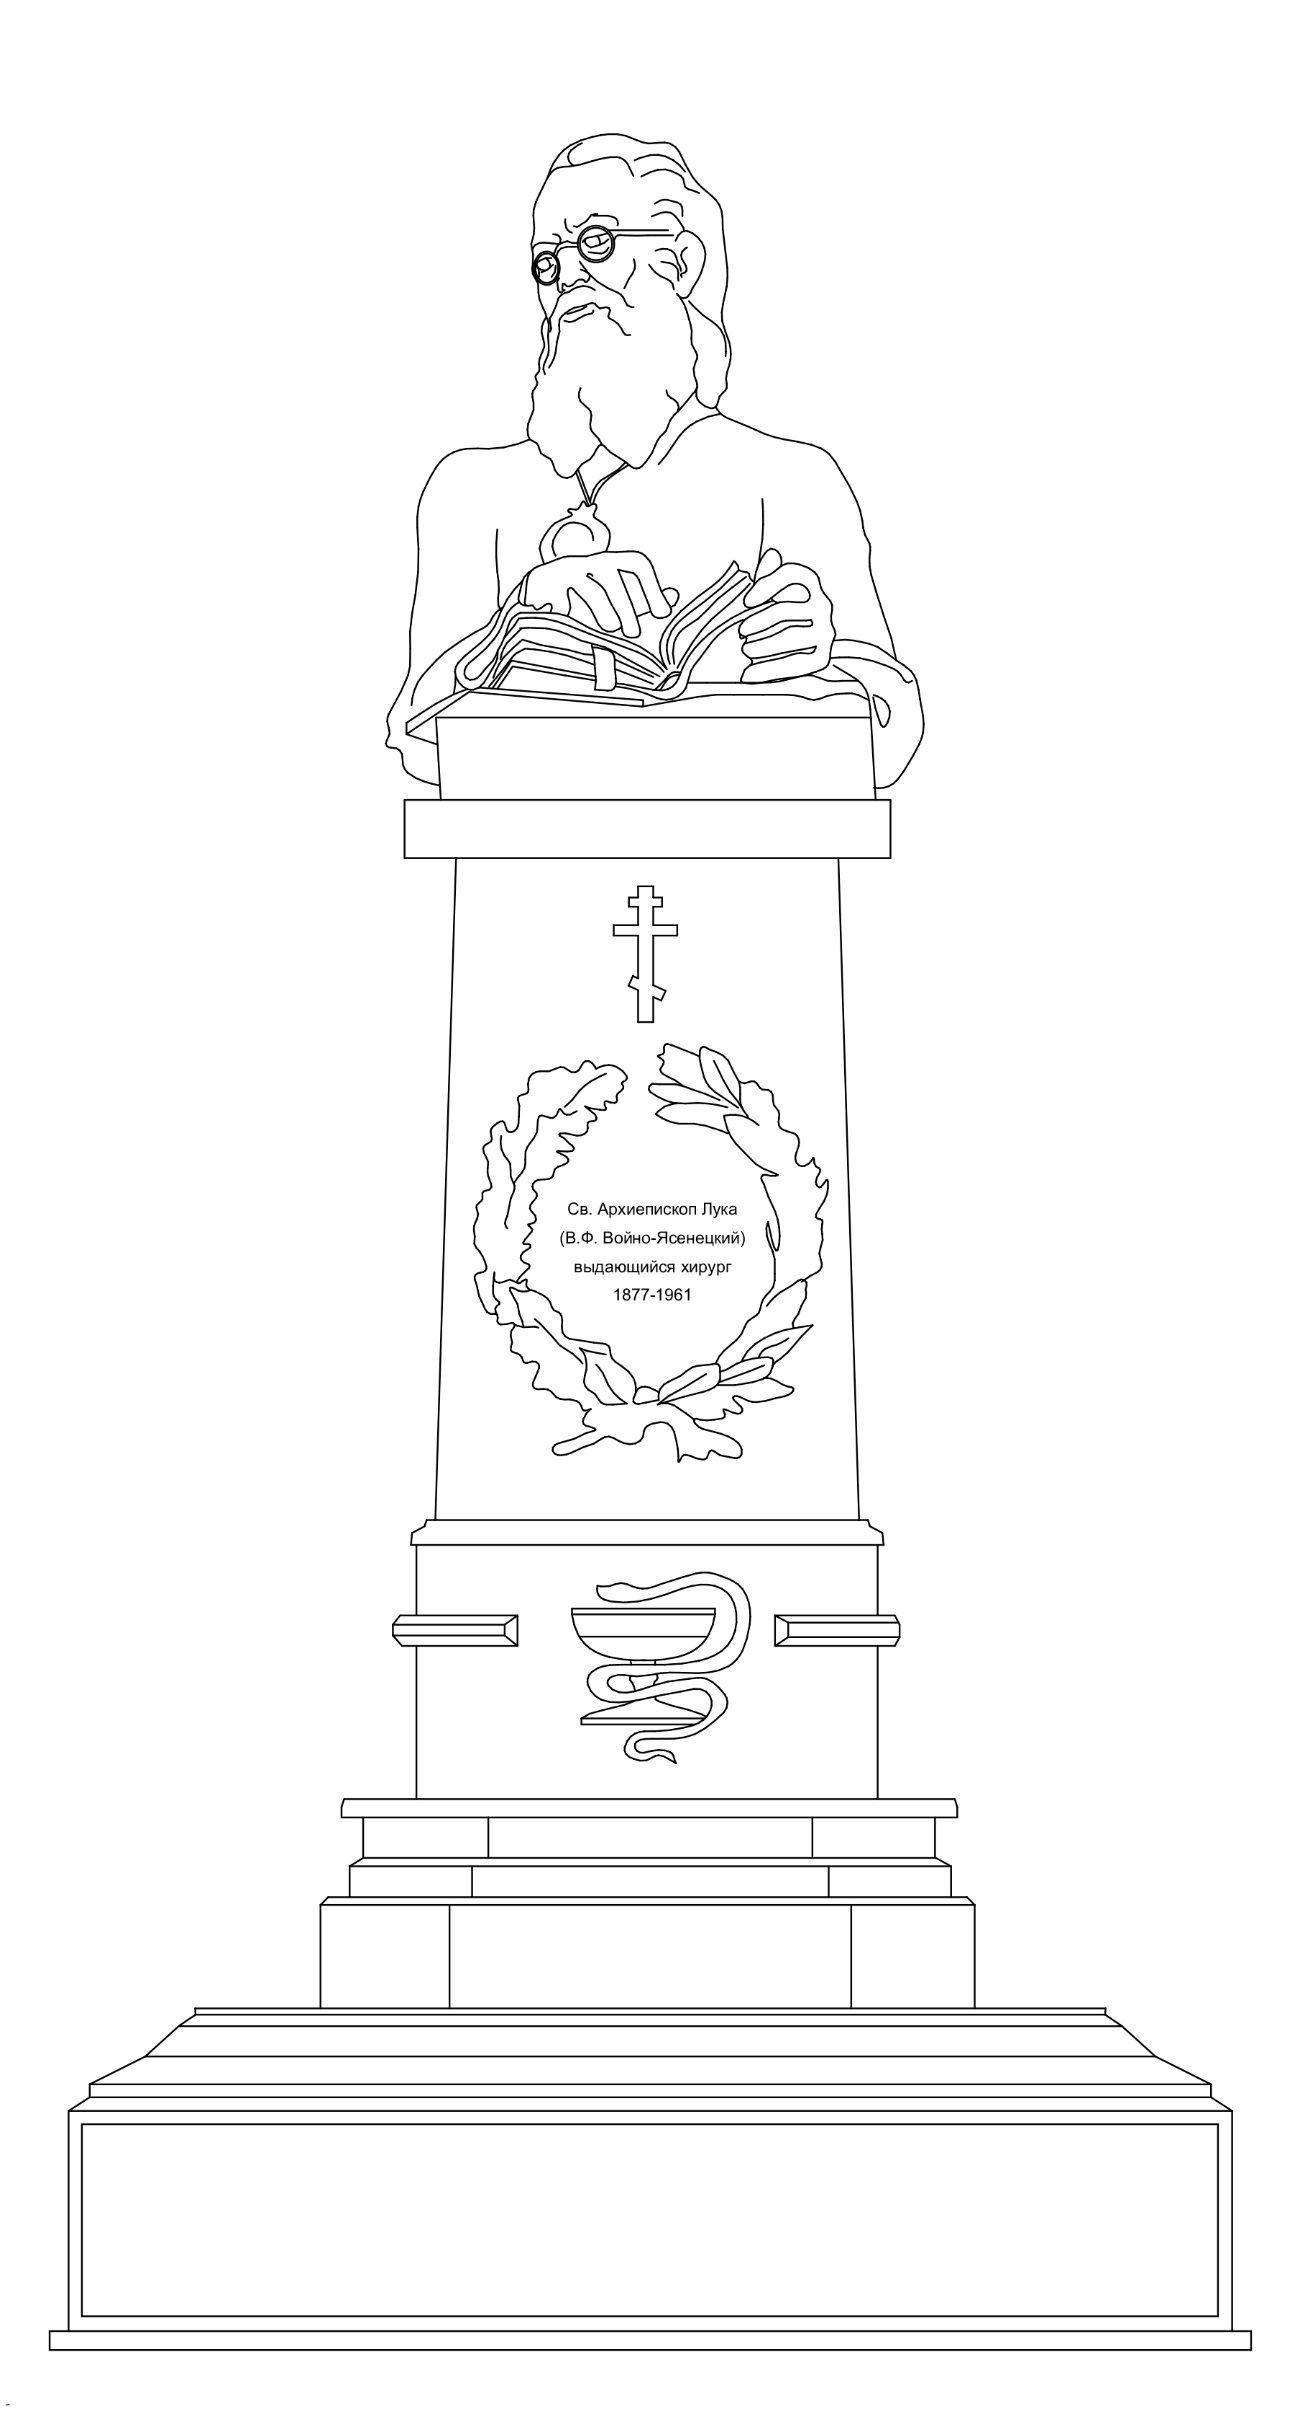 Св. Архиепископ Лука
(В.Ф. Войно-Ясенецкий)
выдающийся хирург
1877-1961